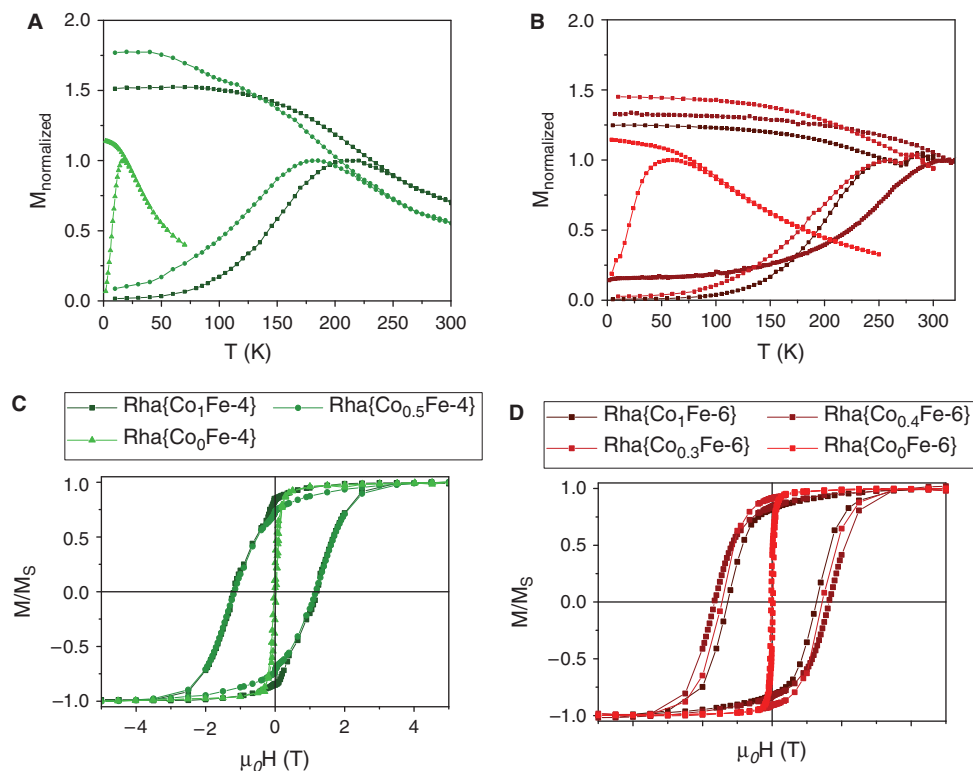 A
2.0
1.5
1.0
0.5
0.0
M_normalized
0 50 100 150 200 250 300
T (K)
B
2.0
1.5
1.0
0.5
0.0
M_normalized
0 50 100 150 200 250 300
T (K)
C
Rha{Co₁Fe-4} Rha{Co₀.₅Fe-4}
Rha{Co₀Fe-4}
1.0
0.5
0.0
−0.5
−1.0
M/M_S
−4 −2 0 2 4
μ₀H (T)
D
Rha{Co₁Fe-6} Rha{Co₀.₄Fe-6}
Rha{Co₀.₃Fe-6} Rha{Co₀Fe-6}
1.0
0.5
0.0
−0.5
−1.0
M/M_S
μ₀H (T)